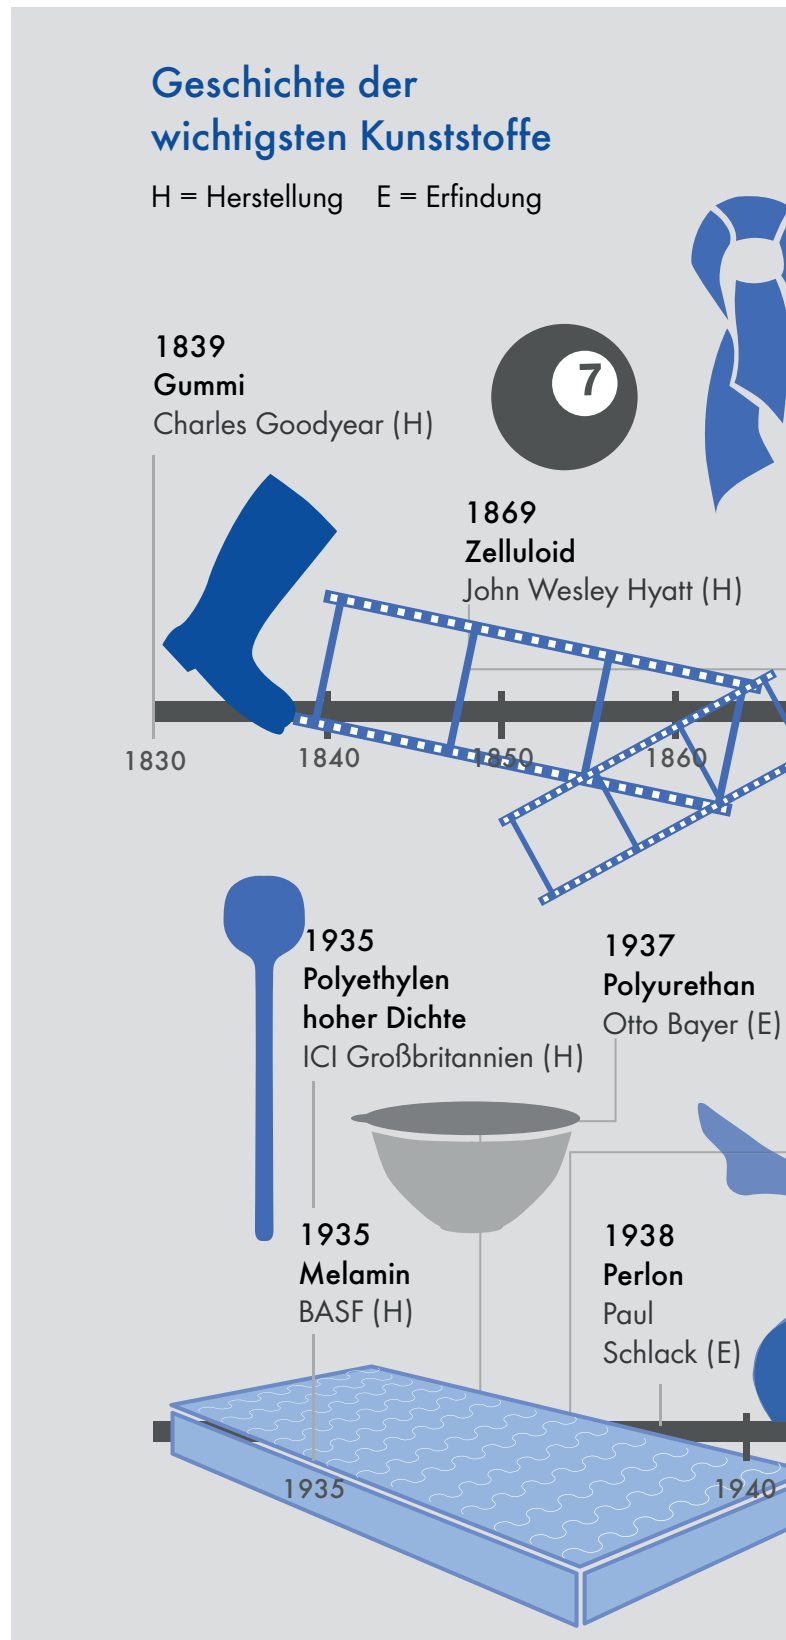 Geschichte der
wichtigsten Kunststoffe
H = Herstellung E = Erfindung
7
1839
Gummi
Charles Goodyear (H)
1869
Zelluloid
John Wesley Hyatt (H)
1830
1840
1850
1860
1935
Polyethylen
hoher Dichte
ICI Großbritannien (H)
1937
Polyurethan
Otto Bayer (E)
1935
Melamin
BASF (H)
1938
Perlon
Paul
Schlack (E)
1935
1940